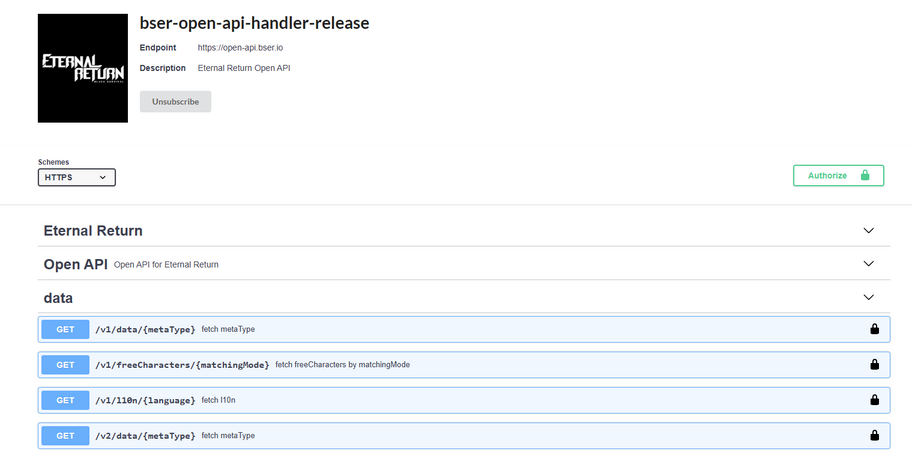 ETERNAL
RETURN
BLACK SURVIVAL
bser-open-api-handler-release
Endpoint https://open-api.bser.io
Description Eternal Return Open API
Unsubscribe
Schemes
HTTPS
Authorize
Eternal Return
Open API Open API for Eternal Return
data
GET /v1/data/{metaType} fetch metaType
GET /v1/freeCharacters/{matchingMode} fetch freeCharacters by matchingMode
GET /v1/l10n/{language} fetch l10n
GET /v2/data/{metaType} fetch metaType